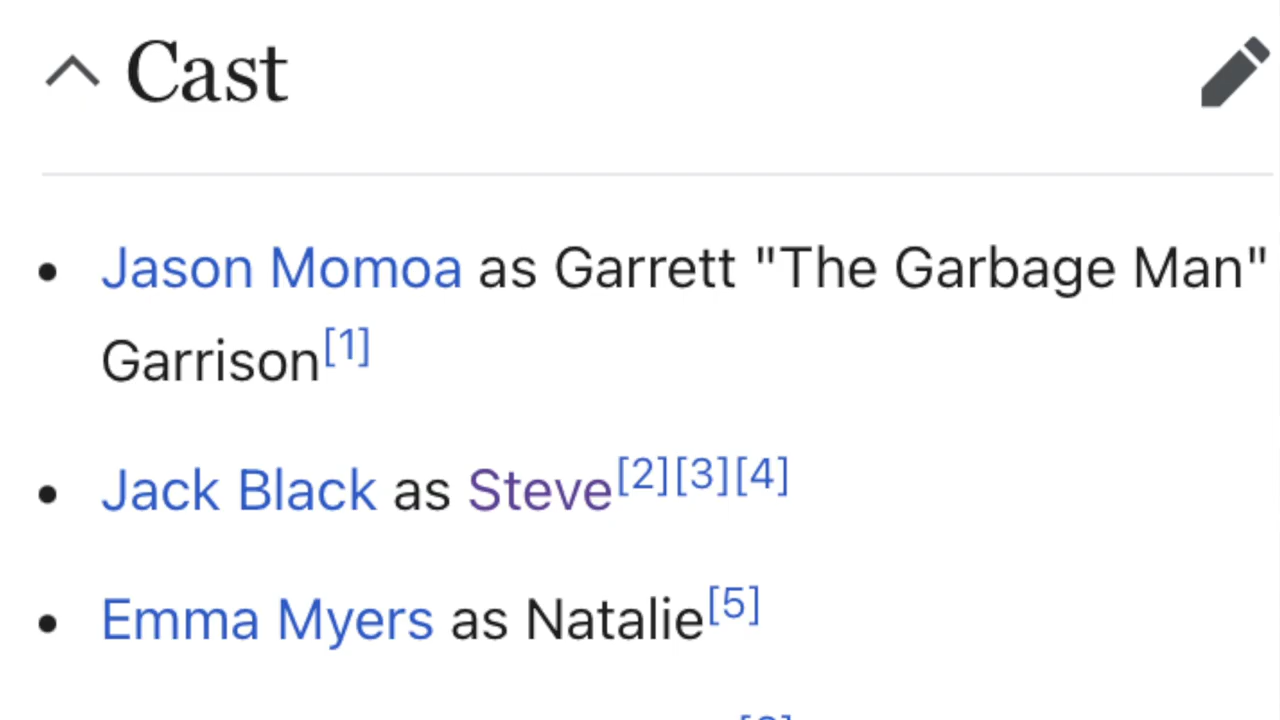 Cast
Jason Momoa as Garrett "The Garbage Man"
Garrison[1]
Jack Black as Steve[2][3][4]
Emma Myers as Natalie[5]